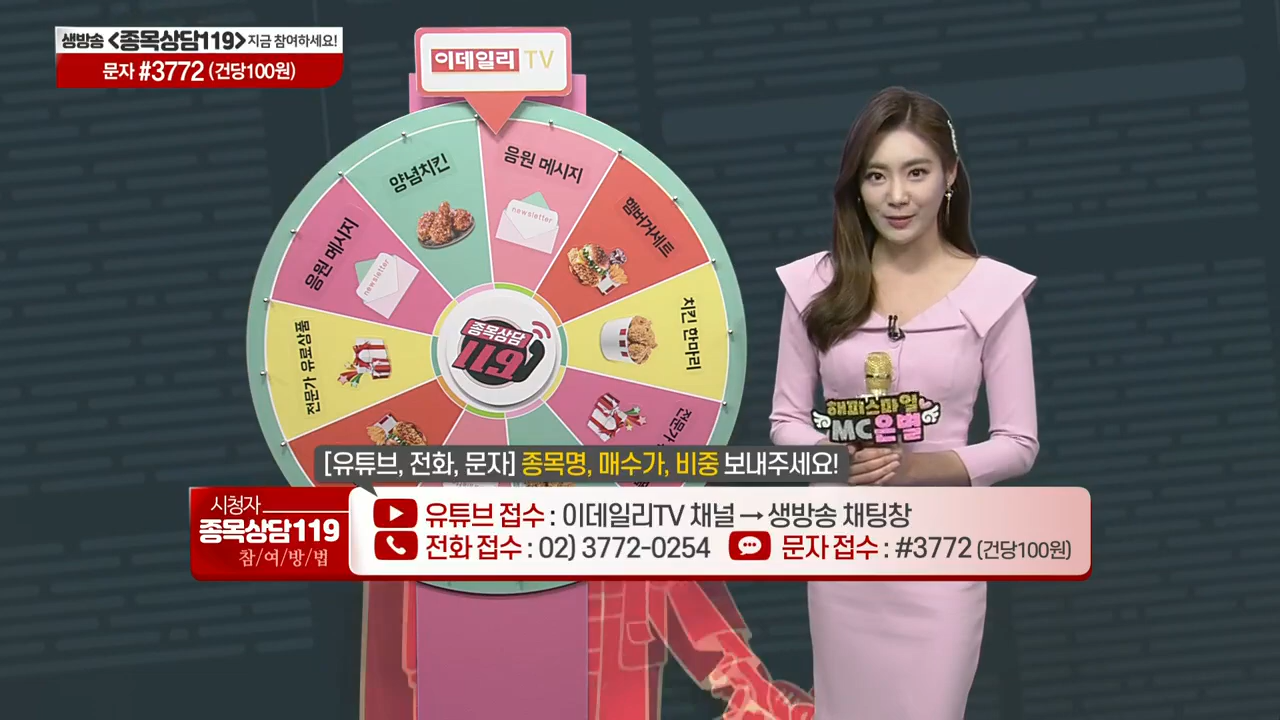 생방송 <종목상담119> 지금 참여하세요!
문자 #3772 (건당100원)
이데일리 TV
응원 메시지
newsletter
양념치킨
햄버거세트
응원 메시지
newsletter
치킨 한마리
전문가 유료상품
종목상담
119
전문가
해피스마일
MC은별
[유튜브, 전화, 문자] 종목명, 매수가, 비중 보내주세요!
시청자
종목상담119
참/여/방/법
유튜브 접수 : 이데일리TV 채널 → 생방송 채팅창
전화 접수 : 02) 3772-0254
문자 접수 : #3772 (건당100원)